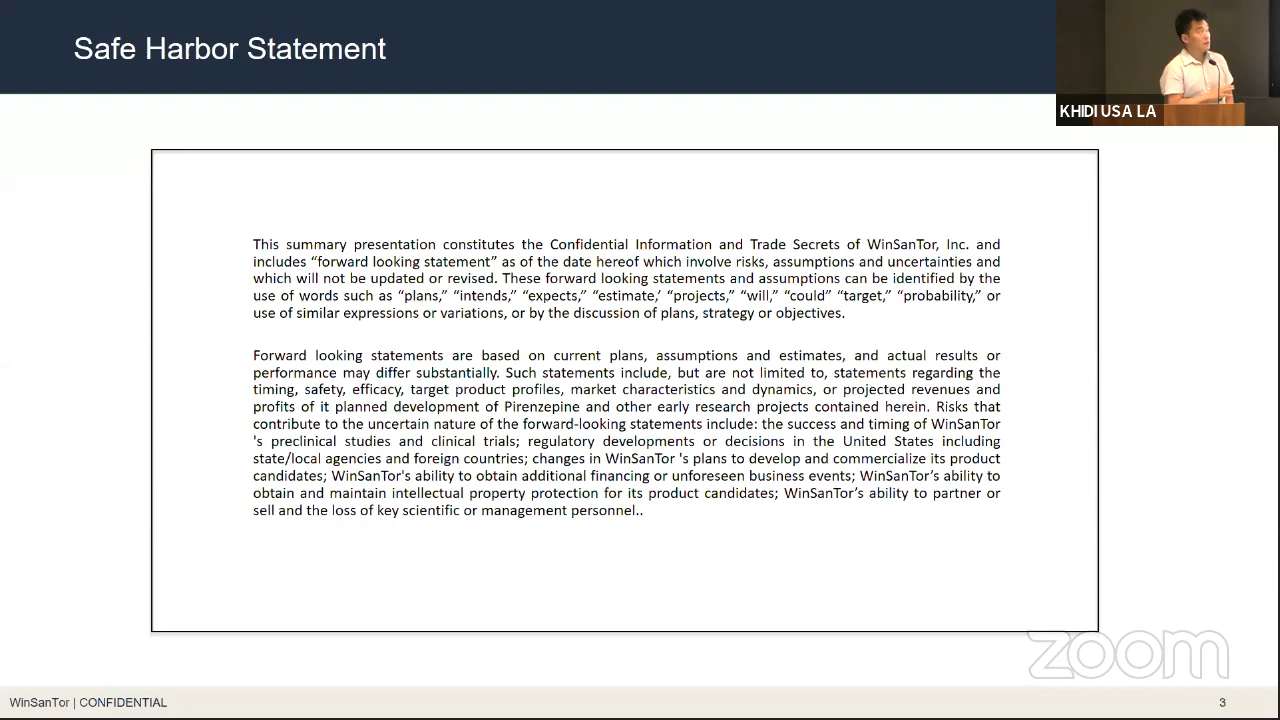 Safe Harbor Statement
KHIDI USA LA
This summary presentation constitutes the Confidential Information and Trade Secrets of WinSanTor, Inc. and
includes “forward looking statement” as of the date hereof which involve risks, assumptions and uncertainties and
which will not be updated or revised. These forward looking statements and assumptions can be identified by the
use of words such as “plans,” “intends,” “expects,” “estimate,’ “projects,” “will,” “could” “target,” “probability,” or
use of similar expressions or variations, or by the discussion of plans, strategy or objectives.
Forward looking statements are based on current plans, assumptions and estimates, and actual results or
performance may differ substantially. Such statements include, but are not limited to, statements regarding the
timing, safety, efficacy, target product profiles, market characteristics and dynamics, or projected revenues and
profits of it planned development of Pirenzepine and other early research projects contained herein. Risks that
contribute to the uncertain nature of the forward-looking statements include: the success and timing of WinSanTor
's preclinical studies and clinical trials; regulatory developments or decisions in the United States including
state/local agencies and foreign countries; changes in WinSanTor 's plans to develop and commercialize its product
candidates; WinSanTor's ability to obtain additional financing or unforeseen business events; WinSanTor’s ability to
obtain and maintain intellectual property protection for its product candidates; WinSanTor’s ability to partner or
sell and the loss of key scientific or management personnel..
zoom
WinSanTor | CONFIDENTIAL
3